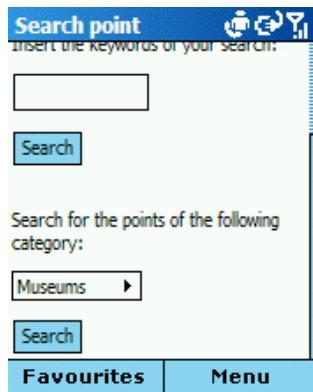 Search point
Insert the keywords of your search:
Search
Search for the points of the following
category:
Museums
Search
Favourites Menu